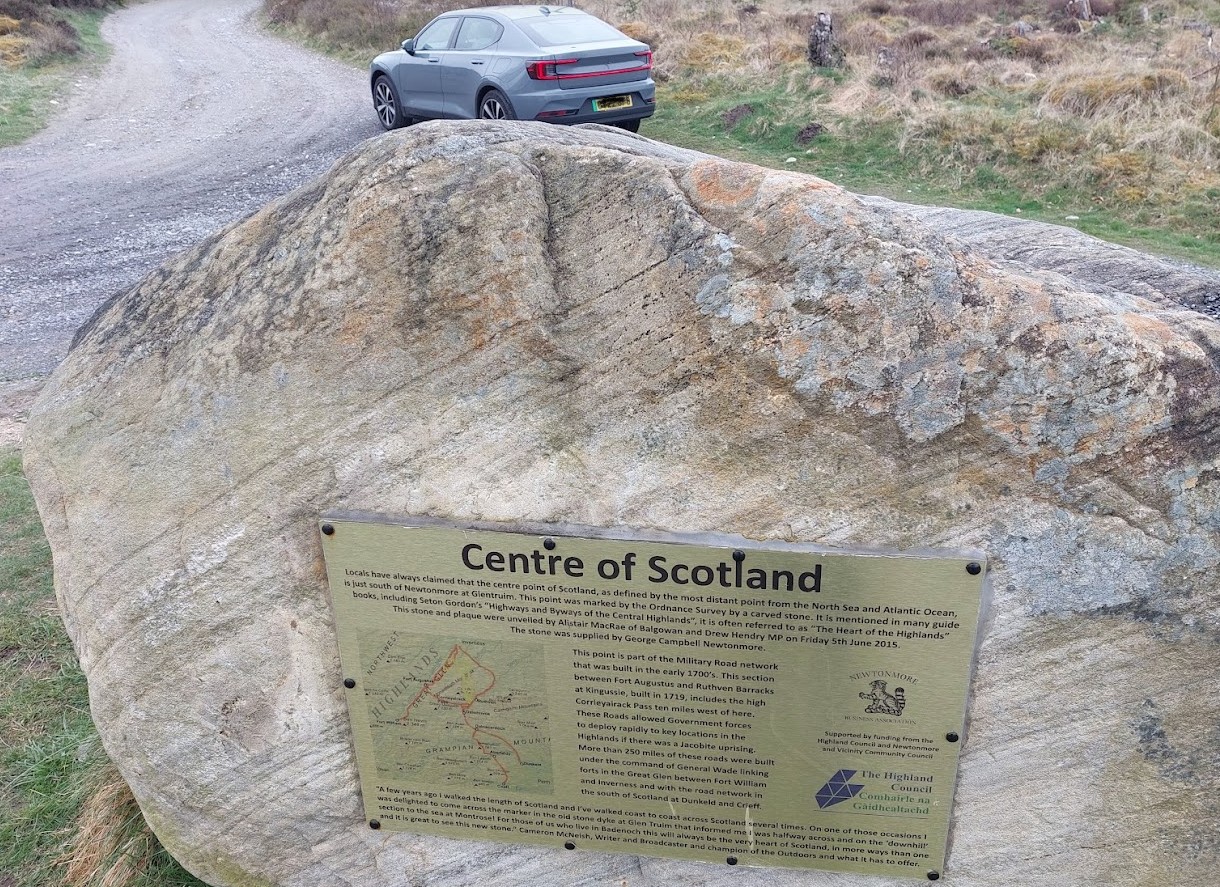 Centre of Scotland
Locals have always claimed that the centre point of Scotland, as defined by the most distant point from the North Sea and Atlantic Ocean,
is just south of Newtonmore at Glentruim. This point was marked by the Ordnance Survey by a carved stone. It is mentioned in many guide
books, including Seton Gordon's "Highways and Byways of the Central Highlands", it is often referred to as "The Heart of the Highlands"
This stone and plaque were unveiled by Alistair MacRae of Balgowan and Drew Hendry MP on Friday 5th June 2015.
The stone was supplied by George Campbell Newtonmore.
NORTHWEST
HIGHLANDS
GRAMPIAN MOUNTI
This point is part of the Military Road network
that was built in the early 1700's. This section
between Fort Augustus and Ruthven Barracks
at Kingussie, built in 1719, includes the high
Corrieyairack Pass ten miles west of here.
These Roads allowed Government forces
to deploy rapidly to key locations in the
Highlands if there was a Jacobite uprising.
More than 250 miles of these roads were built
under the command of General Wade linking
forts in the Great Glen between Fort William
and Inverness and with the road network in
the south of Scotland at Dunkeld and Crieff.
NEWTONMORE
BUSINESS ASSOCIATION
Supported by funding from the
Highland Council and Newtonmore
and Vicinity Community Council
The Highland
Council
Comhairle na
Gàidhealtachd
"A few years ago I walked the length of Scotland and I've walked coast to coast across Scotland several times. On one of those occasions I
was delighted to come across the marker in the old stone dyke at Glen Truim that informed me I was halfway across and on the 'downhill'
section to the sea at Montrose! For those of us who live in Badenoch this will always be the very heart of Scotland, in more ways than one
and it is great to see this new stone." Cameron McNeish, Writer and Broadcaster and champion of the Outdoors and what it has to offer.